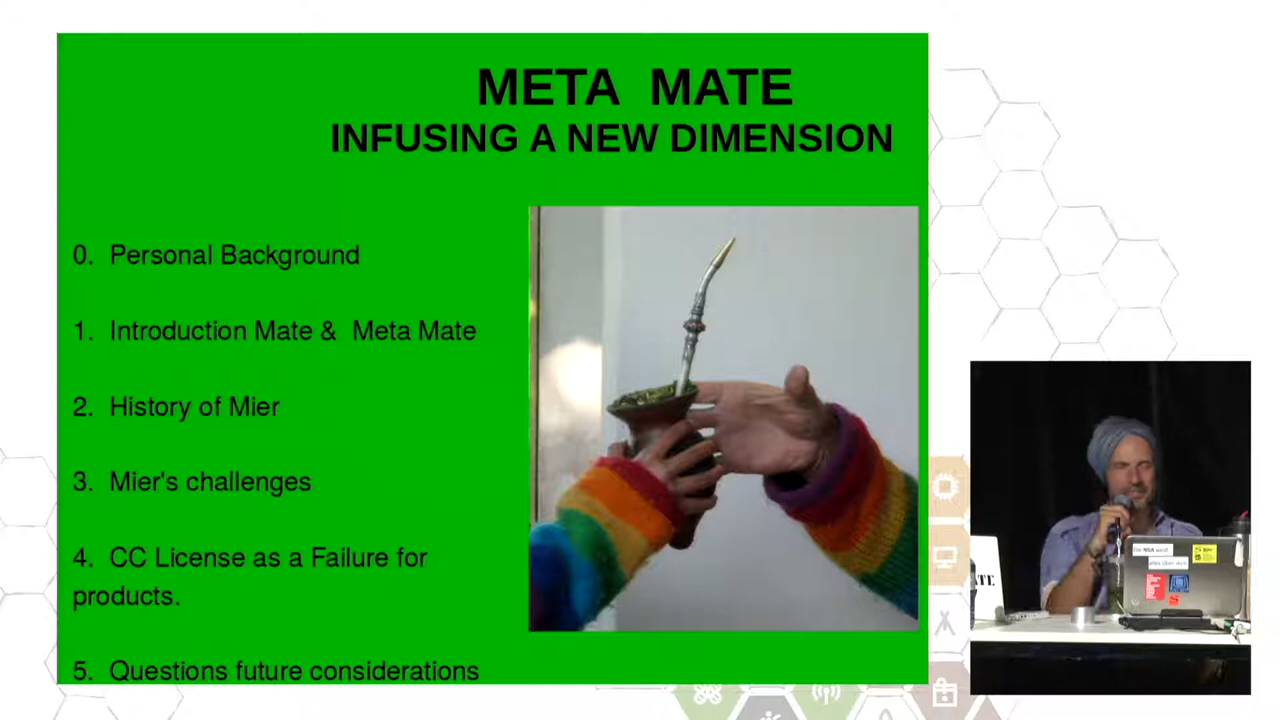 META MATE
INFUSING A NEW DIMENSION
0. Personal Background
1. Introduction Mate & Meta Mate
2. History of Mier
3. Mier's challenges
4. CC License as a Failure for
products.
5. Questions future considerations